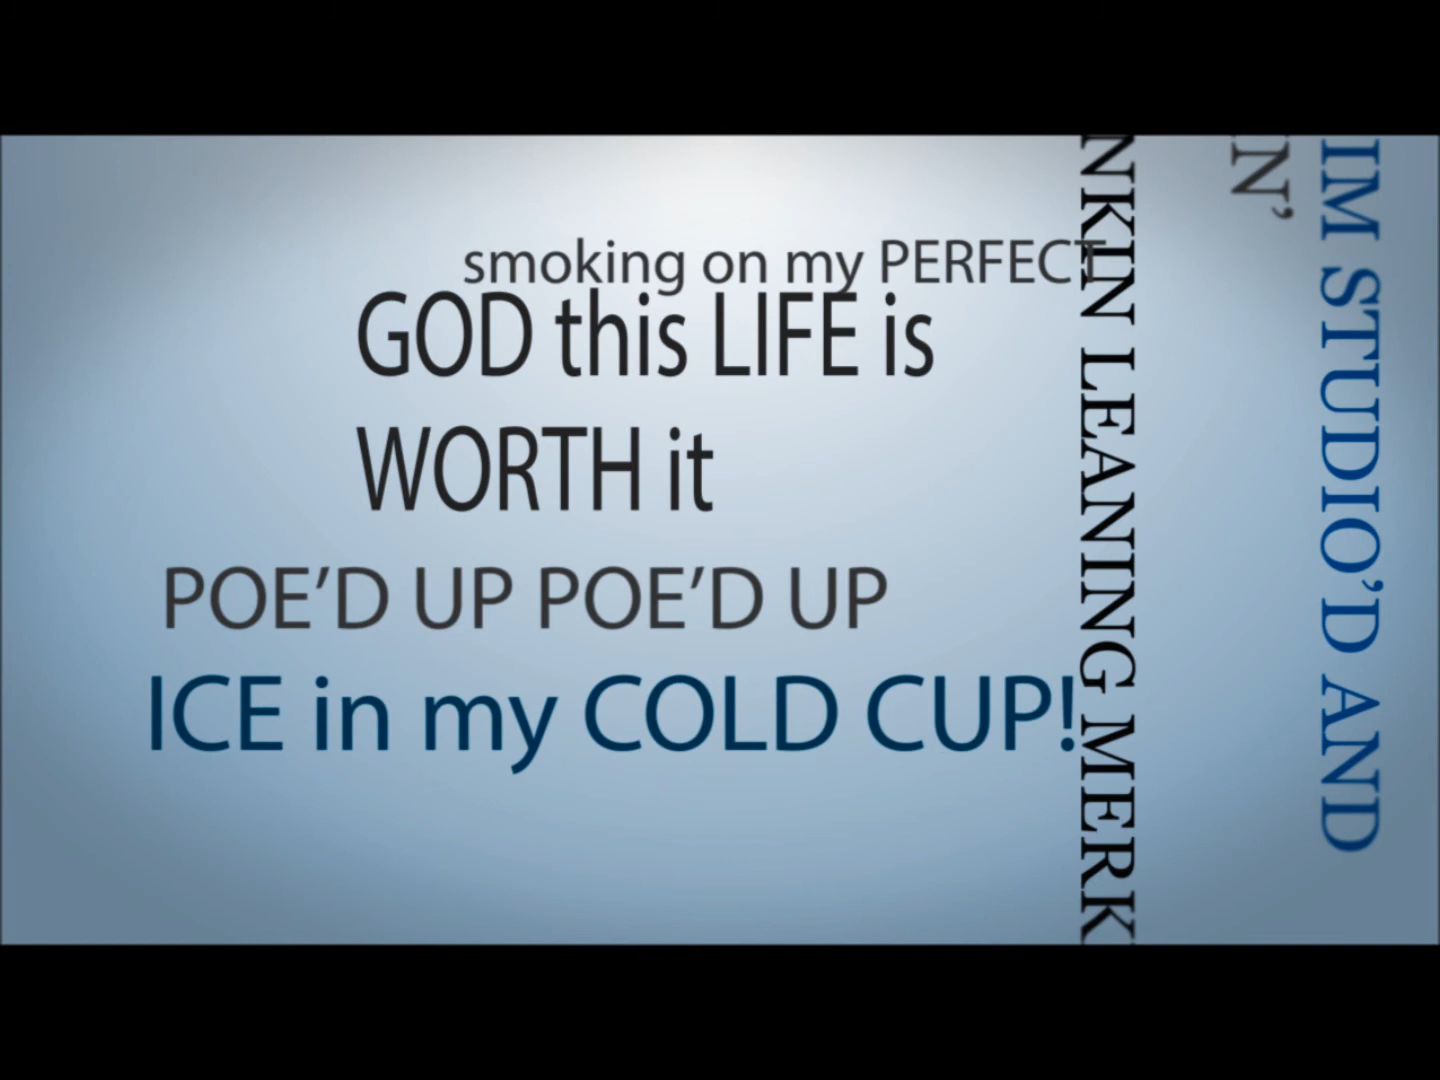 smoking on my PERFECT
GOD this LIFE is
WORTH it
POE’D UP POE’D UP
ICE in my COLD CUP!
NKIN LEANING MERK
N’
IM STUDIO’D AND